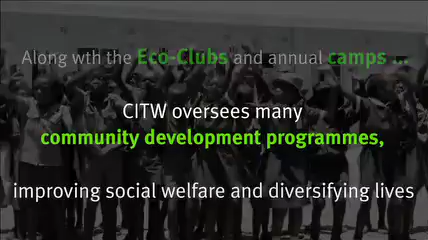 Along wth the Eco-Clubs and annual camps ...
CITW oversees many
community development programmes,
improving social welfare and diversifying lives